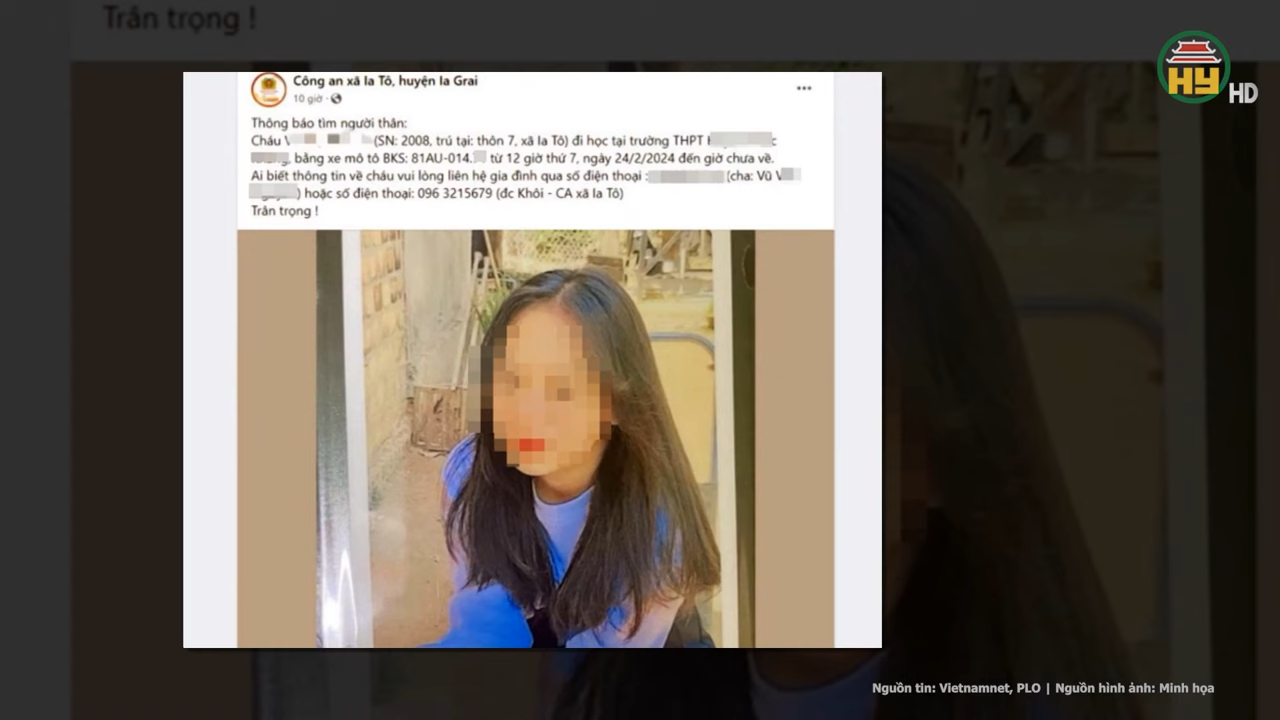 Trân trọng !
HY HD
Công an xã Ia Tô, huyện Ia Grai
10 giờ
Thông báo tìm người thân:
Cháu V (SN: 2008, trú tại: thôn 7, xã Ia Tô) đi học tại trường THPT
bằng xe mô tô BKS: 81AU-014. từ 12 giờ thứ 7, ngày 24/2/2024 đến giờ chưa về.
Ai biết thông tin về cháu vui lòng liên hệ gia đình qua số điện thoại : (cha: Vũ V
) hoặc số điện thoại: 096 3215679 (đc Khôi - CA xã Ia Tô)
Trân trọng !
Nguồn tin: Vietnamnet, PLO | Nguồn hình ảnh: Minh họa